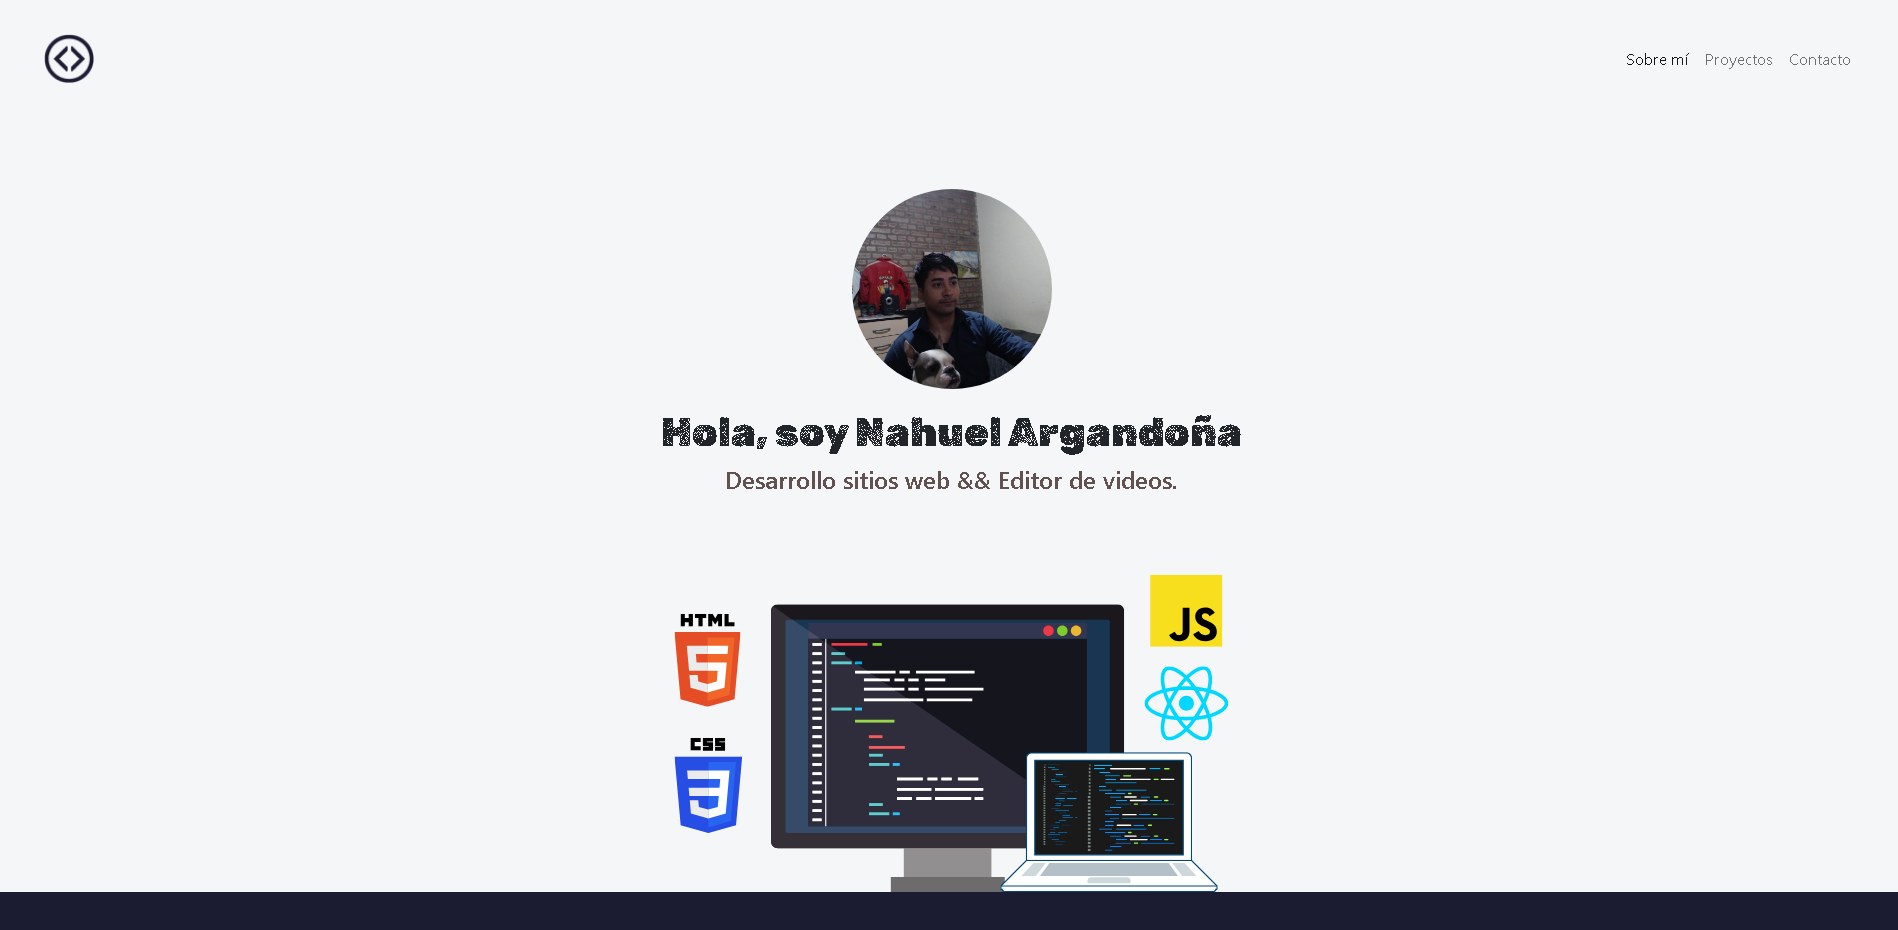 Sobre mí Proyectos Contacto
Hola, soy Nahuel Argandoña
Desarrollo sitios web && Editor de videos.
HTML
5
JS
CSS
3